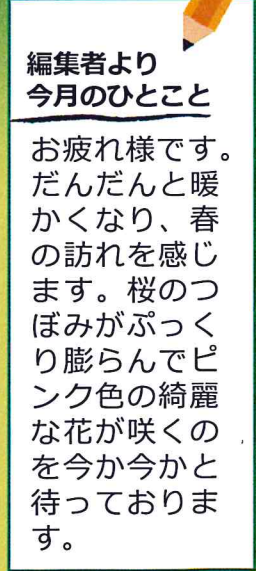 編集者より
今月のひとこと
お疲れ様です。
だんだんと暖
かくなり、春
の訪れを感じ
ます。桜のつ
ぼみがぷっく
り膨らんでピ
ンク色の綺麗
な花が咲くの
を今か今かと
待っておりま
す。